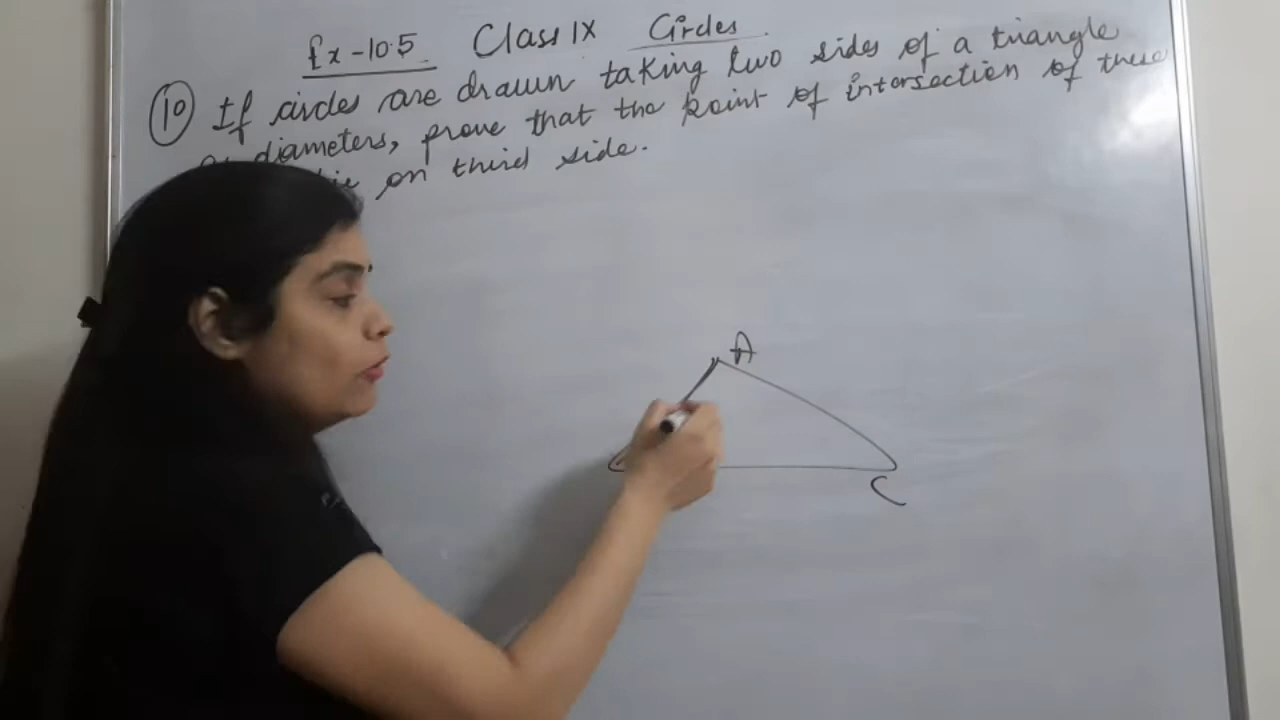 Ex-10.5 Class IX Circles
(10) If circles are drawn taking two sides of a triangle
diameters, prove that the point of intersection of these
lie on third side.
A
C